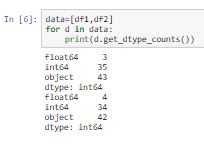 In [6]: data=[df1,df2]
for d in data:
    print(d.get_dtype_counts())
float64 3
int64 35
object 43
dtype: int64
float64 4
int64 34
object 42
dtype: int64